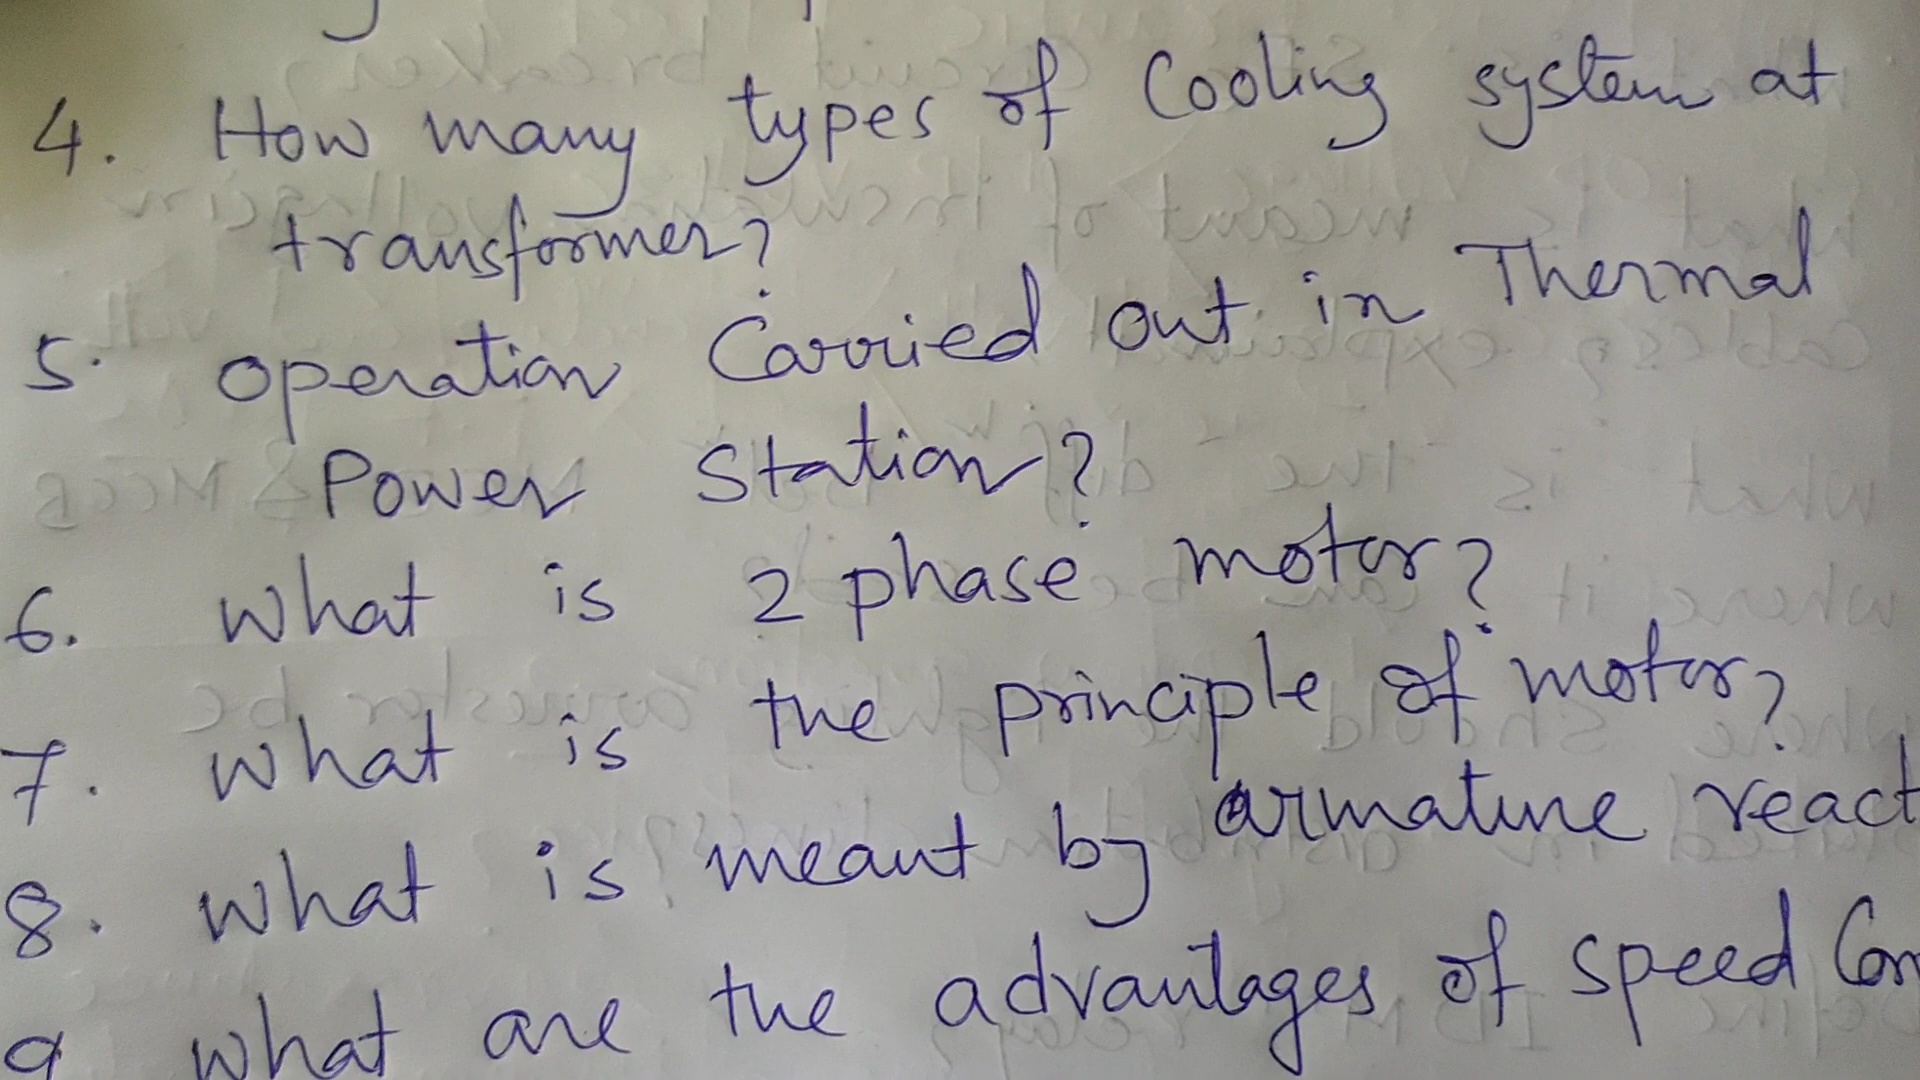 4. How many types of Cooling system at
transformer?
5. Operation Carried out in Thermal
Power Station?
6. What is 2 phase motor?
7. What is the principle of motor?
8. What is meant by armature react
9 What are the advantages of speed Con